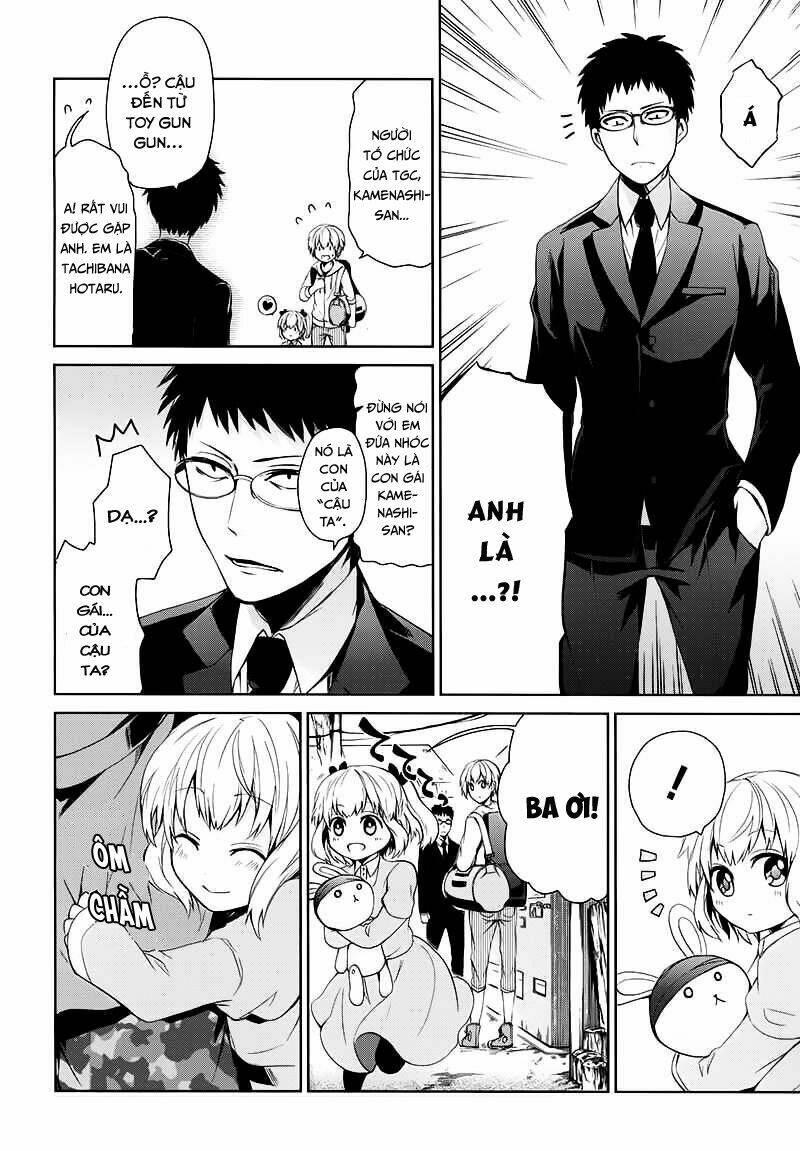 Á
ANH
LÀ
...?!
NGƯỜI
TỔ CHỨC
CỦA TGC,
KAMENASHI-
SAN...
...Ồ? CẬU
ĐẾN TỪ
TOY GUN
GUN...
A! RẤT VUI
ĐƯỢC GẶP
ANH. EM LÀ
TACHIBANA
HOTARU.
ĐỪNG NÓI
VỚI EM
ĐỨA NHÓC
NÀY LÀ
CON GÁI
KAME-
NASHI-
SAN?
NÓ LÀ
CON
CỦA
"CẬU
TA".
DẠ...?
CON
GÁI...
CỦA
CẬU
TA?
!
BA ƠI!
ÔM
CHẦM